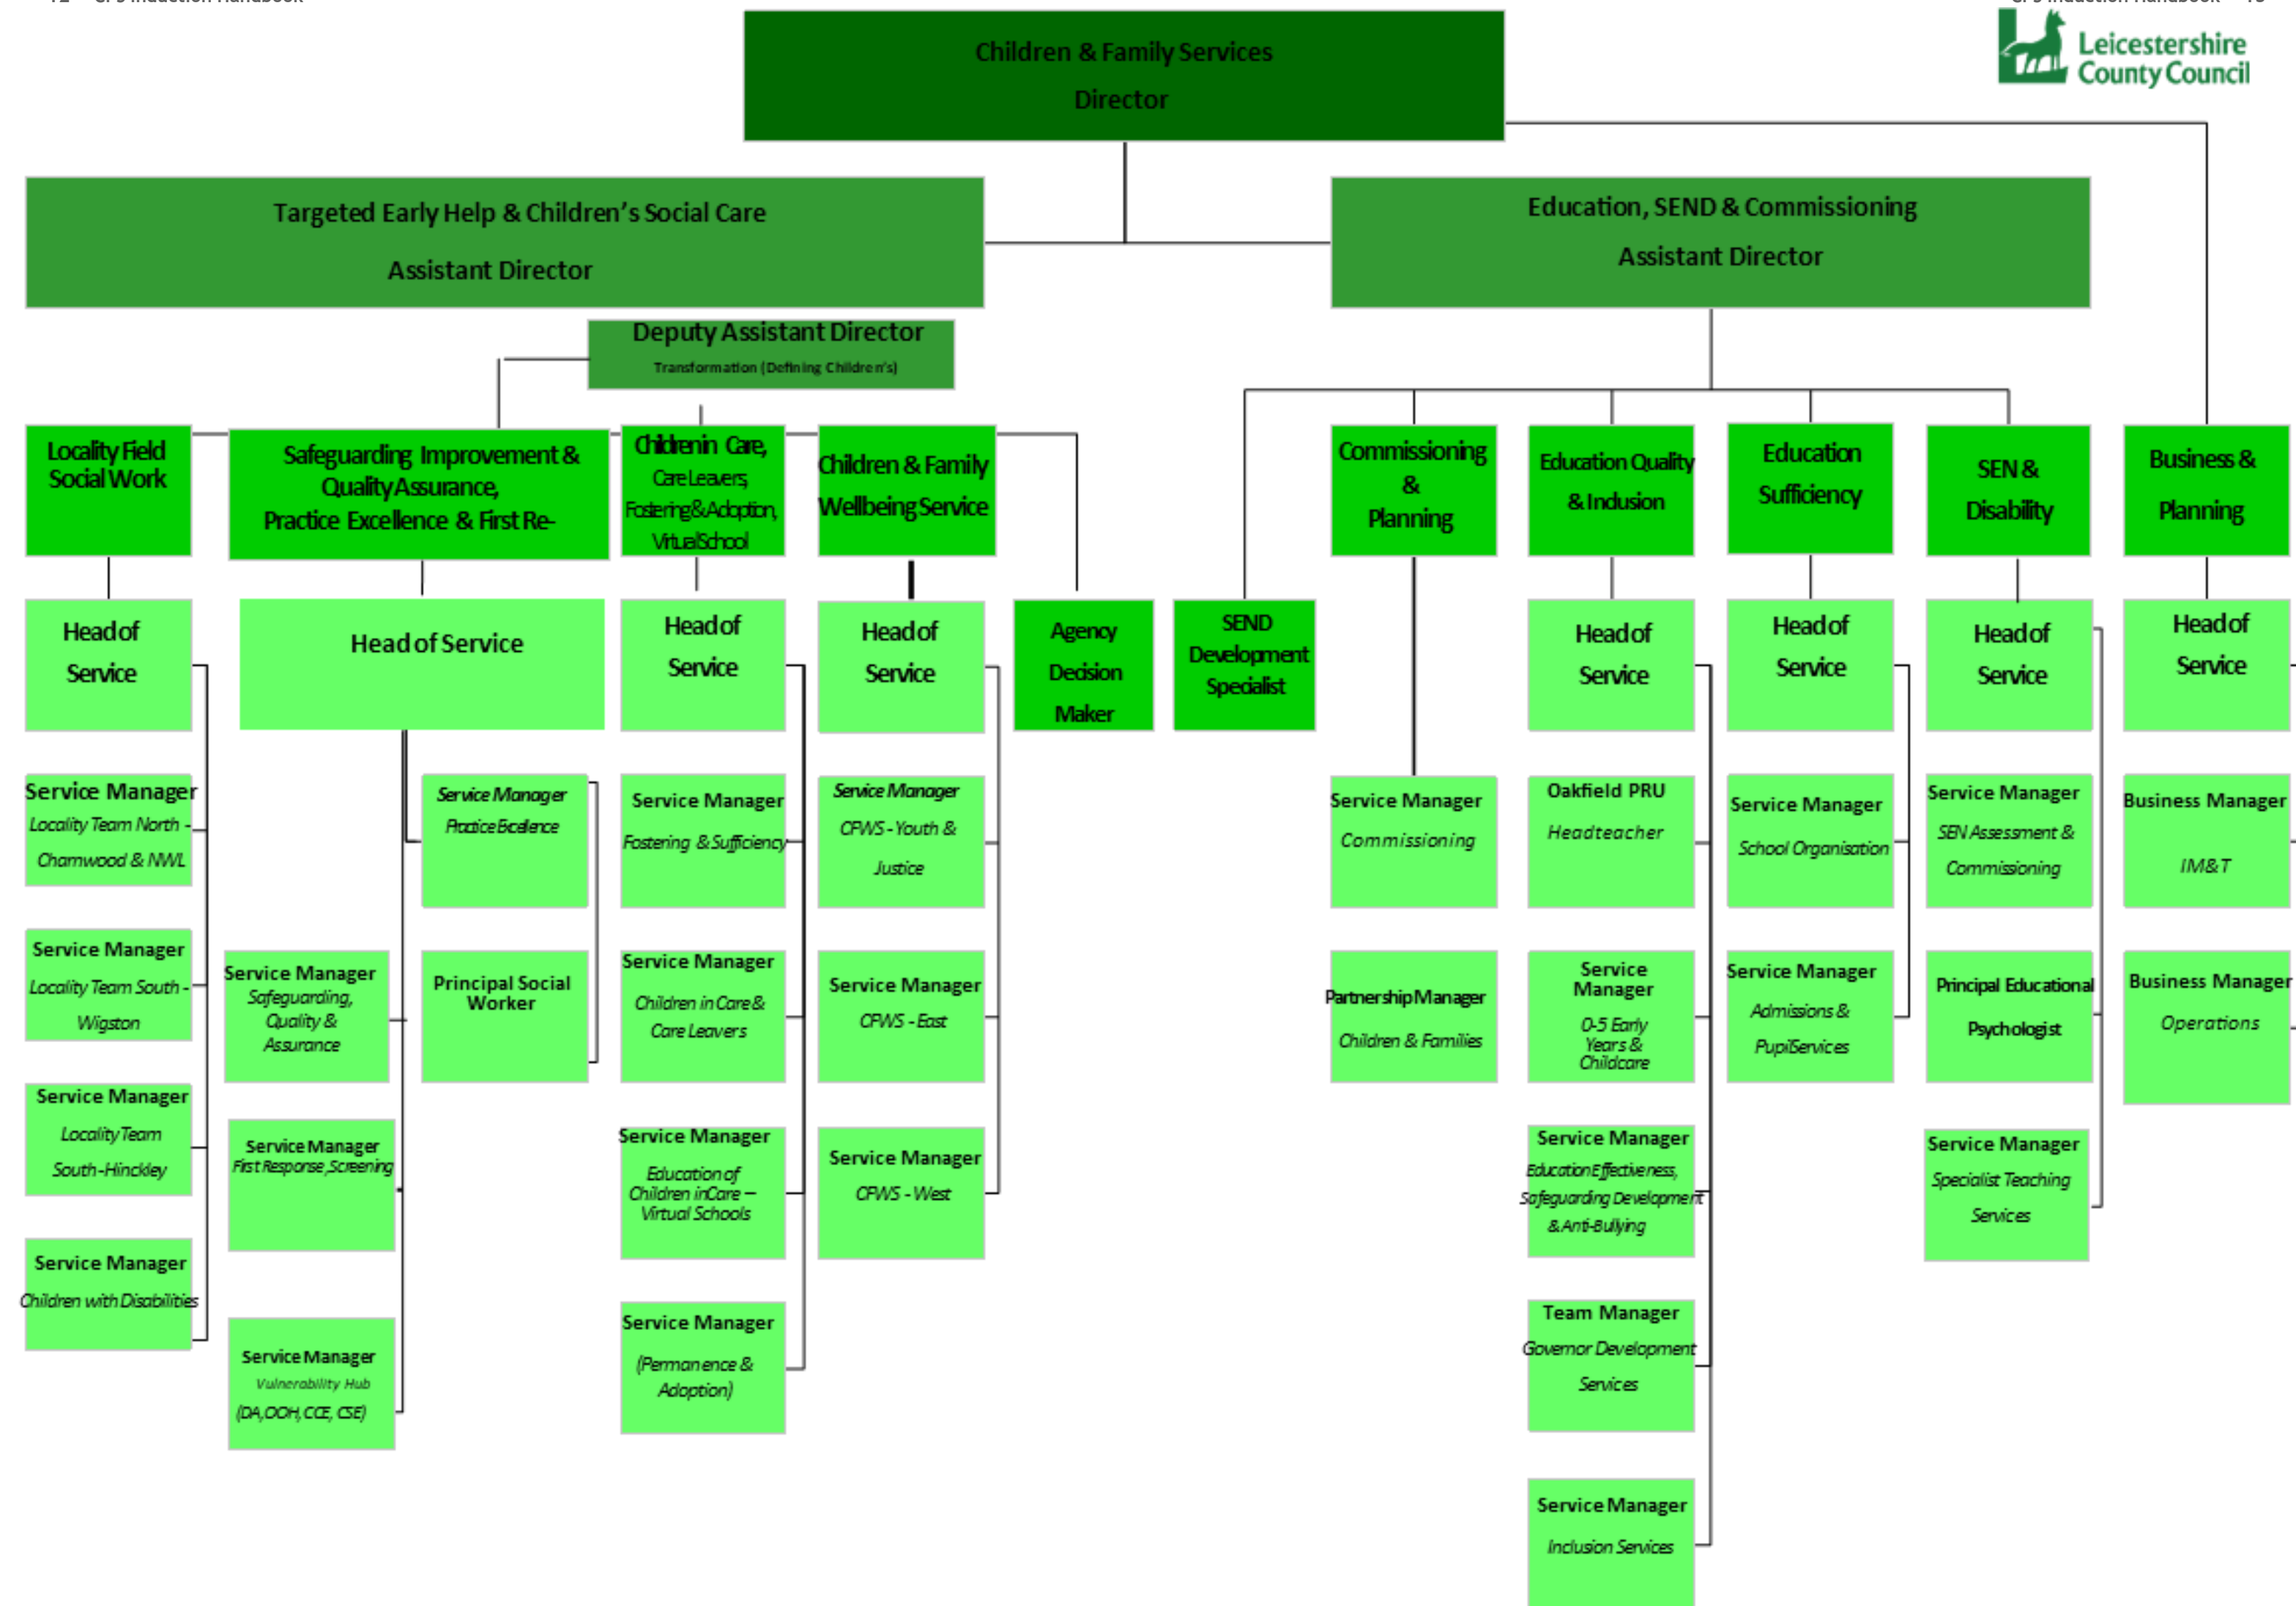 Leicestershire
County Council
Children & Family Services
Director
Targeted Early Help & Children's Social Care
Assistant Director
Education, SEND & Commissioning
Assistant Director
Deputy Assistant Director
Transformation (Defining Children's)
Locality Field
Social Work
Safeguarding Improvement &
Quality Assurance,
Practice Excellence & First Re-
Children in Care,
Care Leavers,
Fostering & Adoption,
Virtual School
Children & Family
Wellbeing Service
Commissioning
&
Planning
Education Quality
& Inclusion
Education
Sufficiency
SEN &
Disability
Business &
Planning
Head of
Service
Head of Service
Head of
Service
Head of
Service
Agency
Decision
Maker
SEND
Development
Specialist
Head of
Service
Head of
Service
Head of
Service
Head of
Service
Service Manager
Locality Team North -
Charnwood & NWL
Service Manager
Locality Team South -
Wigston
Service Manager
Locality Team
South-Hinckley
Service Manager
Children with Disabilities
Service Manager
Practice Excellence
Principal Social
Worker
Service Manager
Safeguarding,
Quality &
Assurance
Service Manager
First Response, Screening
Service Manager
Vulnerability Hub
(DA, OOH, CCE, CSE)
Service Manager
Fostering & Sufficiency
Service Manager
Children in Care &
Care Leavers
Service Manager
Education of
Children in Care –
Virtual Schools
Service Manager
(Permanence &
Adoption)
Service Manager
CFWS - Youth &
Justice
Service Manager
CFWS - East
Service Manager
CFWS - West
Service Manager
Commissioning
Partnership Manager
Children & Families
Oakfield PRU
Headteacher
Service
Manager
0-5 Early
Years &
Childcare
Service Manager
Education Effectiveness,
Safeguarding Development
& Anti-Bullying
Team Manager
Governor Development
Services
Service Manager
Inclusion Services
Service Manager
School Organisation
Service Manager
Admissions &
Pupil Services
Service Manager
SEN Assessment &
Commissioning
Principal Educational
Psychologist
Service Manager
Specialist Teaching
Services
Business Manager
IM&T
Business Manager
Operations